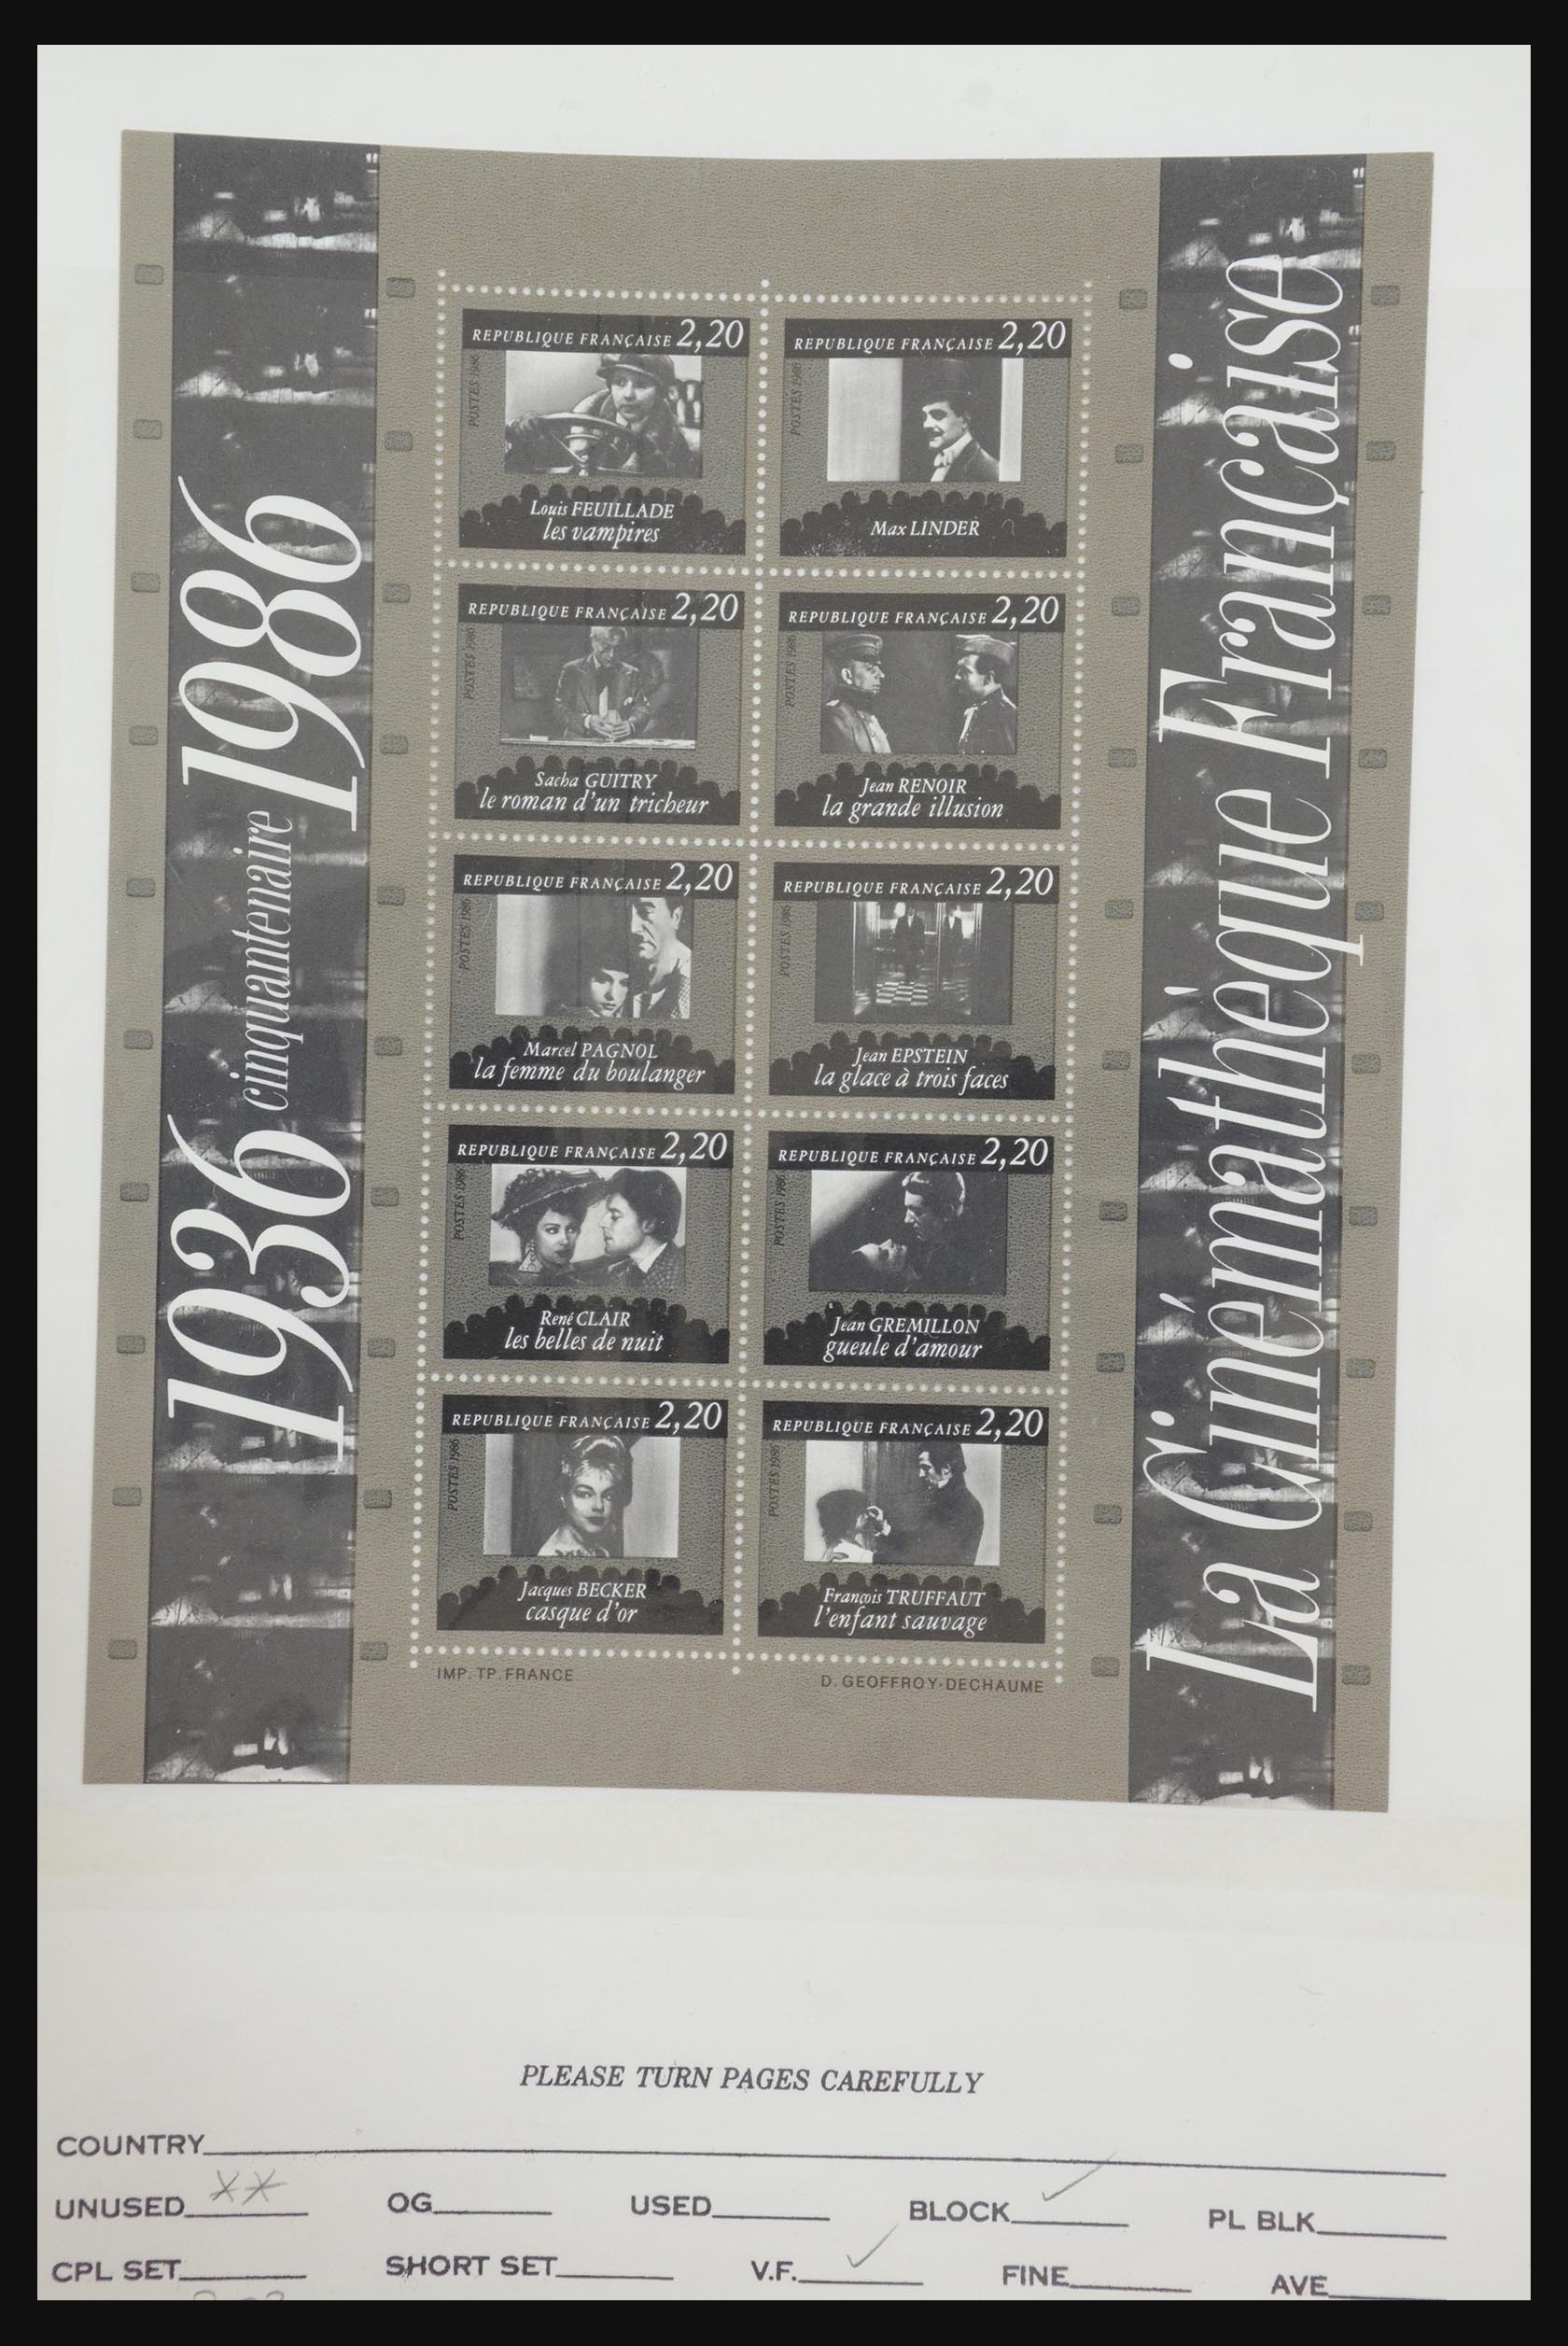 1936 cinquantenaire 1986
La Cinémathèque Française
REPUBLIQUE FRANÇAISE 2,20
POSTES 1986
Louis FEUILLADE
les vampires
REPUBLIQUE FRANÇAISE 2,20
POSTES 1986
Max LINDER
REPUBLIQUE FRANÇAISE 2,20
POSTES 1986
Sacha GUITRY
le roman d'un tricheur
REPUBLIQUE FRANÇAISE 2,20
POSTES 1986
Jean RENOIR
la grande illusion
REPUBLIQUE FRANÇAISE 2,20
POSTES 1986
Marcel PAGNOL
la femme du boulanger
REPUBLIQUE FRANÇAISE 2,20
POSTES 1986
Jean EPSTEIN
la glace à trois faces
REPUBLIQUE FRANÇAISE 2,20
POSTES 1986
René CLAIR
les belles de nuit
REPUBLIQUE FRANÇAISE 2,20
POSTES 1986
Jean GREMILLON
gueule d'amour
REPUBLIQUE FRANÇAISE 2,20
POSTES 1986
Jacques BECKER
casque d'or
REPUBLIQUE FRANÇAISE 2,20
POSTES 1986
François TRUFFAUT
l'enfant sauvage
IMP. TP. FRANCE
D. GEOFFROY-DECHAUME
PLEASE TURN PAGES CAREFULLY
COUNTRY
UNUSED ** OG USED BLOCK ✓ PL BLK
CPL SET SHORT SET V.F. ✓ FINE AVE